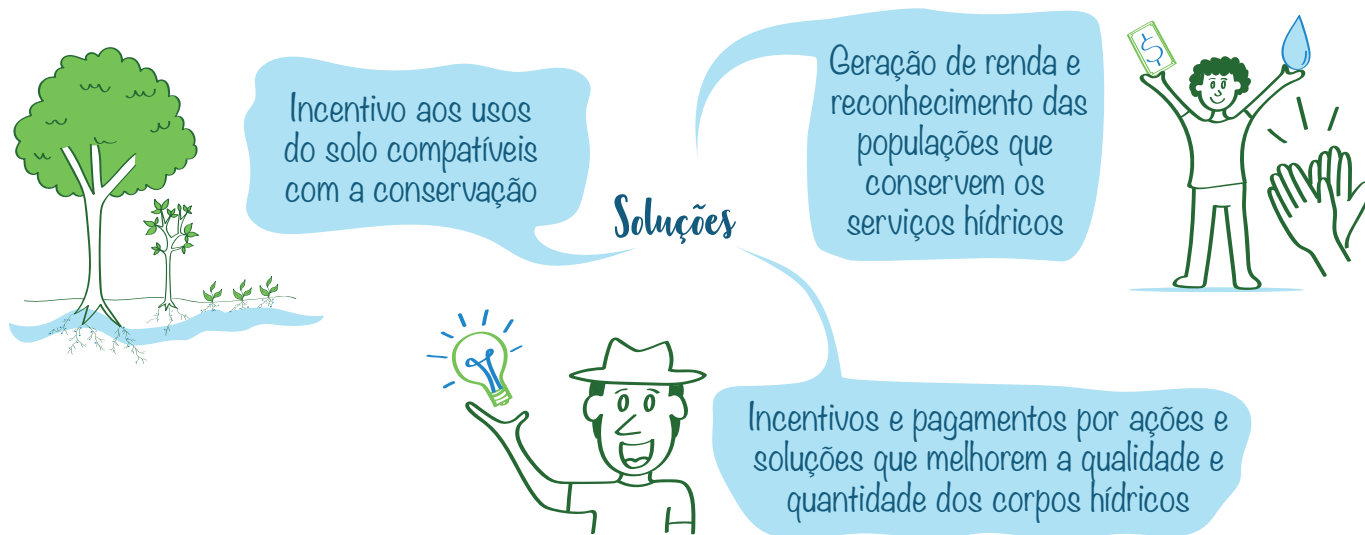 Incentivo aos usos
do solo compatíveis
com a conservação
Soluções
Geração de renda e
reconhecimento das
populações que
conservem os
serviços hídricos
Incentivos e pagamentos por ações e
soluções que melhorem a qualidade e
quantidade dos corpos hídricos